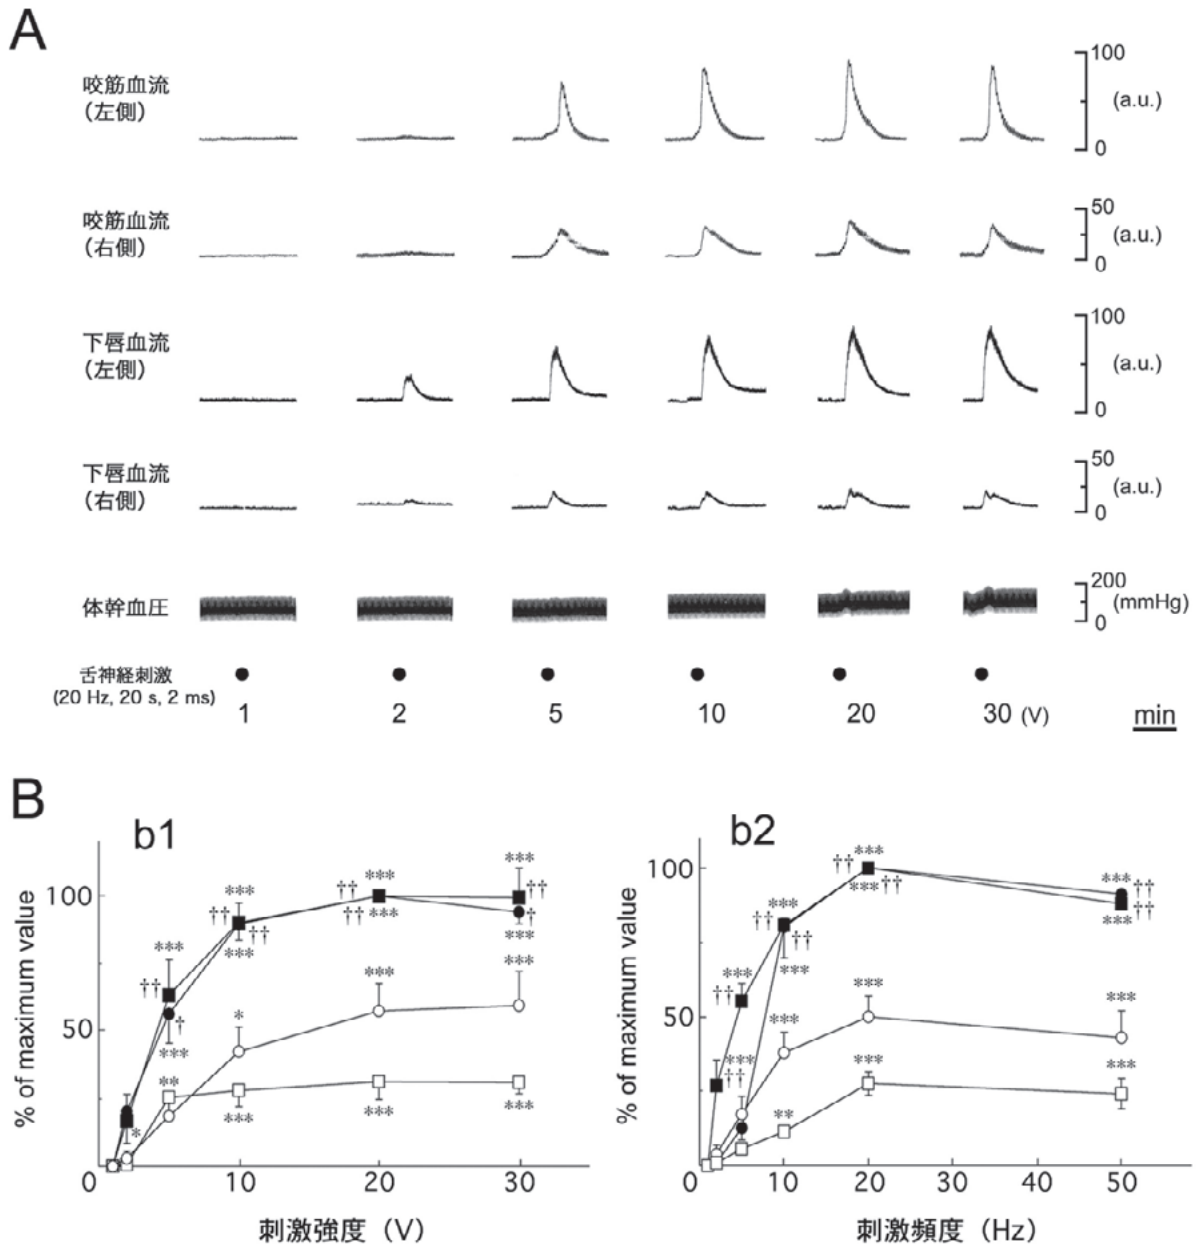 A
咬筋血流
（左側）
100
(a.u.)
0
咬筋血流
（右側）
50
(a.u.)
0
下唇血流
（左側）
100
(a.u.)
0
下唇血流
（右側）
50
(a.u.)
0
体幹血圧
200
(mmHg)
0
舌神経刺激
(20 Hz, 20 s, 2 ms)
1 2 5 10 20 30 (V)
min
B
b1
% of maximum value
100
50
0 10 20 30
***
***
***
††
††
††
††
††
†
***
***
***
***
***
***
†
***
*
**
*
***
***
***
刺激強度（V）
b2
% of maximum value
100
50
0 10 20 30 40 50
***
††
***
††
***
††
††
***
***
††
††
***
***
††
***
††
***
***
***
***
**
***
刺激頻度（Hz）